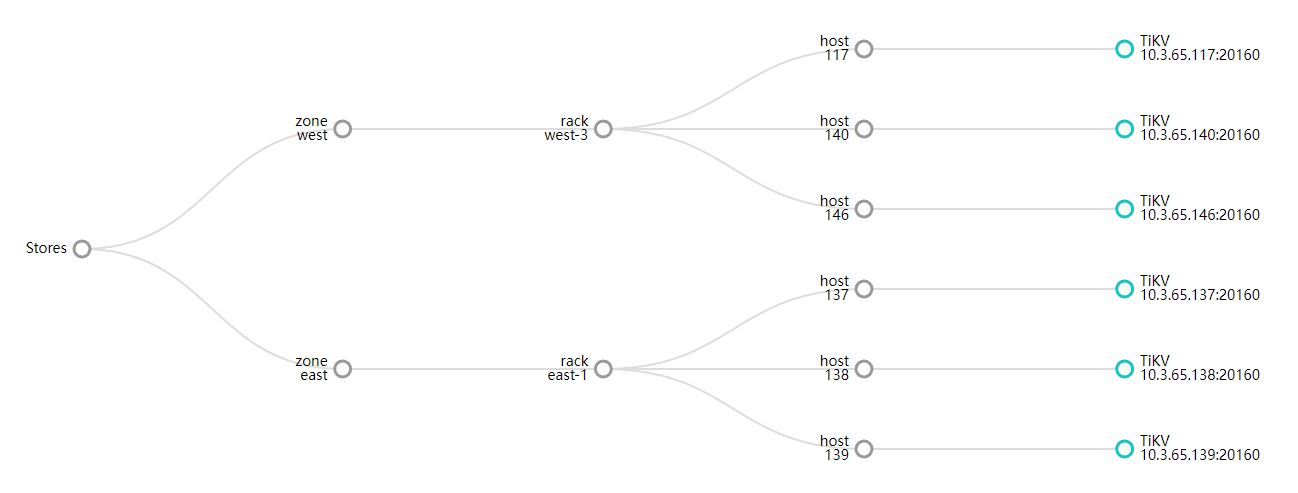 host
117
TiKV
10.3.65.117:20160
zone
west
rack
west-3
host
140
TiKV
10.3.65.140:20160
host
146
TiKV
10.3.65.146:20160
Stores
host
137
TiKV
10.3.65.137:20160
zone
east
rack
east-1
host
138
TiKV
10.3.65.138:20160
host
139
TiKV
10.3.65.139:20160